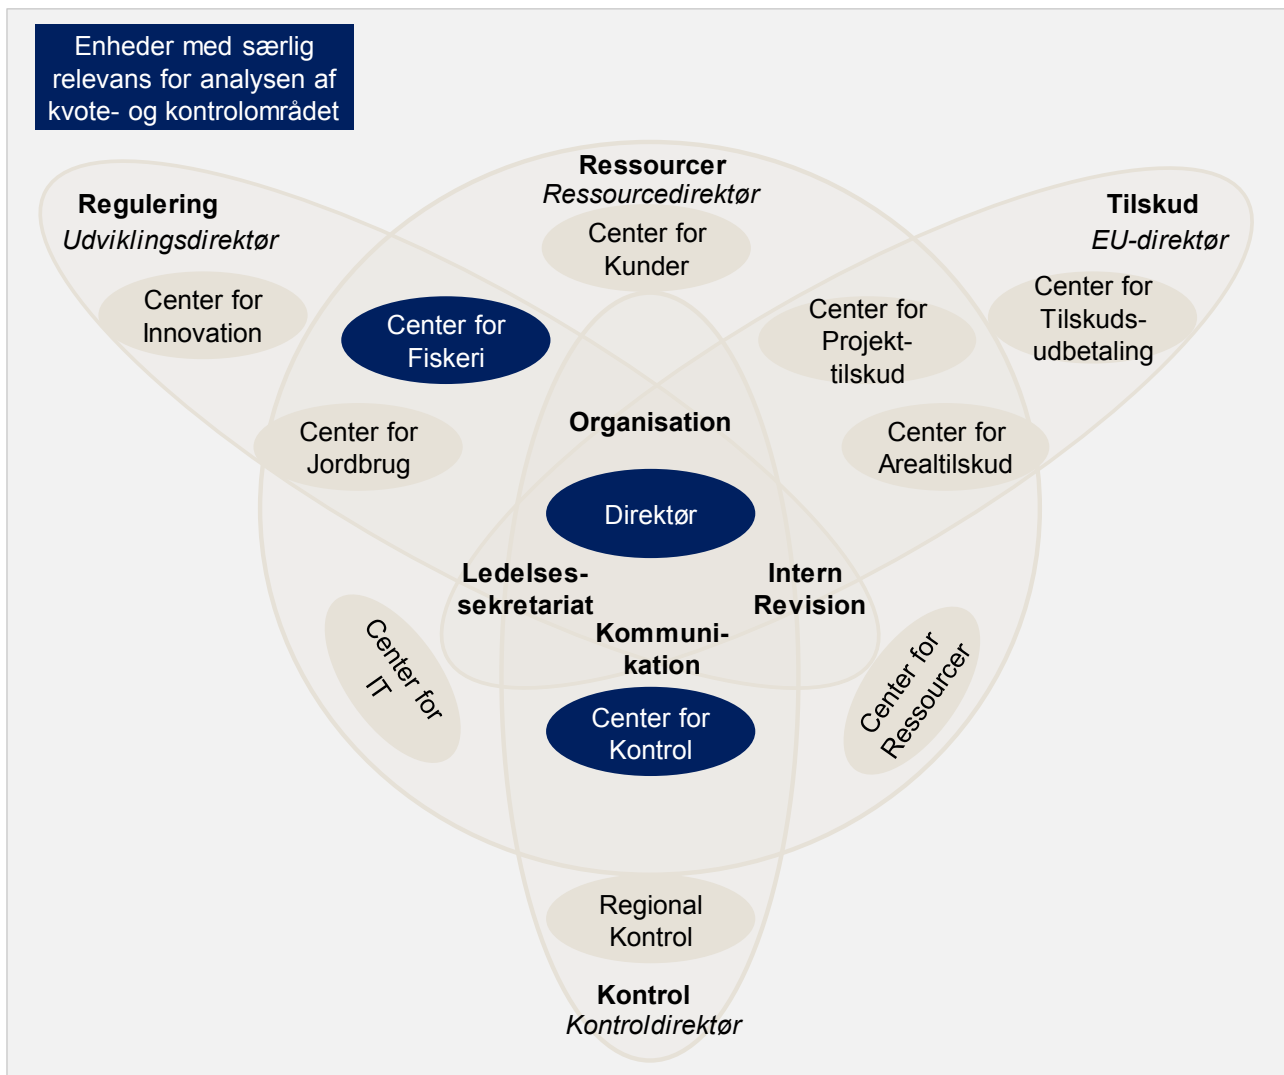 Enheder med særlig
relevans for analysen af
kvote- og kontrolområdet
Ressourcer
Ressourcedirektør
Regulering
Udviklingsdirektør
Tilskud
EU-direktør
Center for
Kunder
Center for
Innovation
Center for
Fiskeri
Center for
Projekt-
tilskud
Center for
Tilskuds-
udbetaling
Center for
Jordbrug
Organisation
Center for
Arealtilskud
Direktør
Ledelses-
sekretariat
Intern
Revision
Kommuni-
kation
Center for
IT
Center for
Kontrol
Center for
Ressourcer
Regional
Kontrol
Kontrol
Kontroldirektør